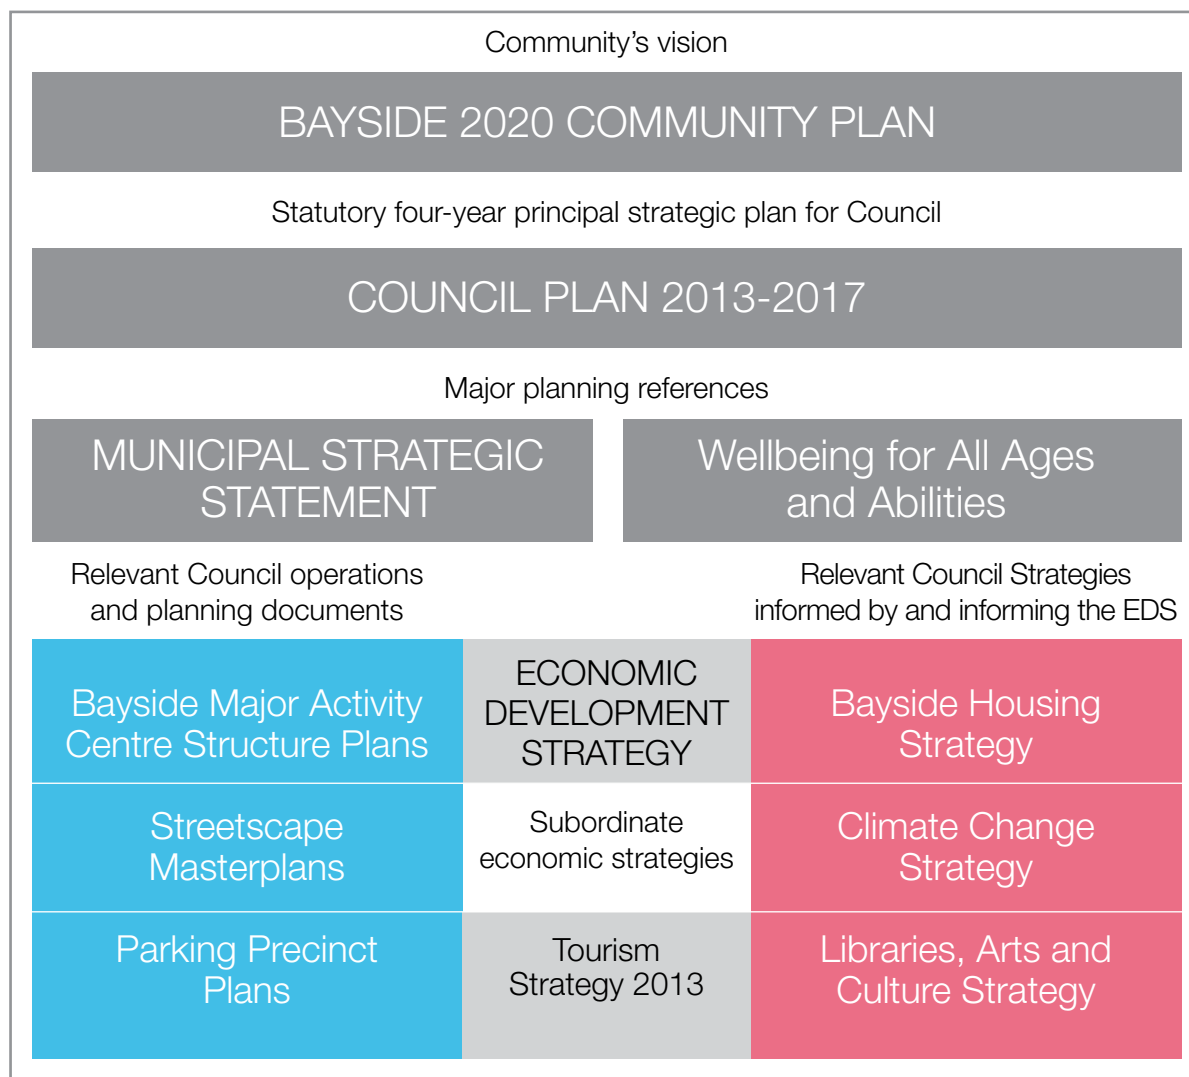 Community’s vision
BAYSIDE 2020 COMMUNITY PLAN
Statutory four-year principal strategic plan for Council
COUNCIL PLAN 2013-2017
Major planning references
MUNICIPAL STRATEGIC
STATEMENT
Wellbeing for All Ages
and Abilities
Relevant Council operations
and planning documents
Relevant Council Strategies
informed by and informing the EDS
Bayside Major Activity
Centre Structure Plans
ECONOMIC
DEVELOPMENT
STRATEGY
Bayside Housing
Strategy
Streetscape
Masterplans
Subordinate
economic strategies
Climate Change
Strategy
Parking Precinct
Plans
Tourism
Strategy 2013
Libraries, Arts and
Culture Strategy